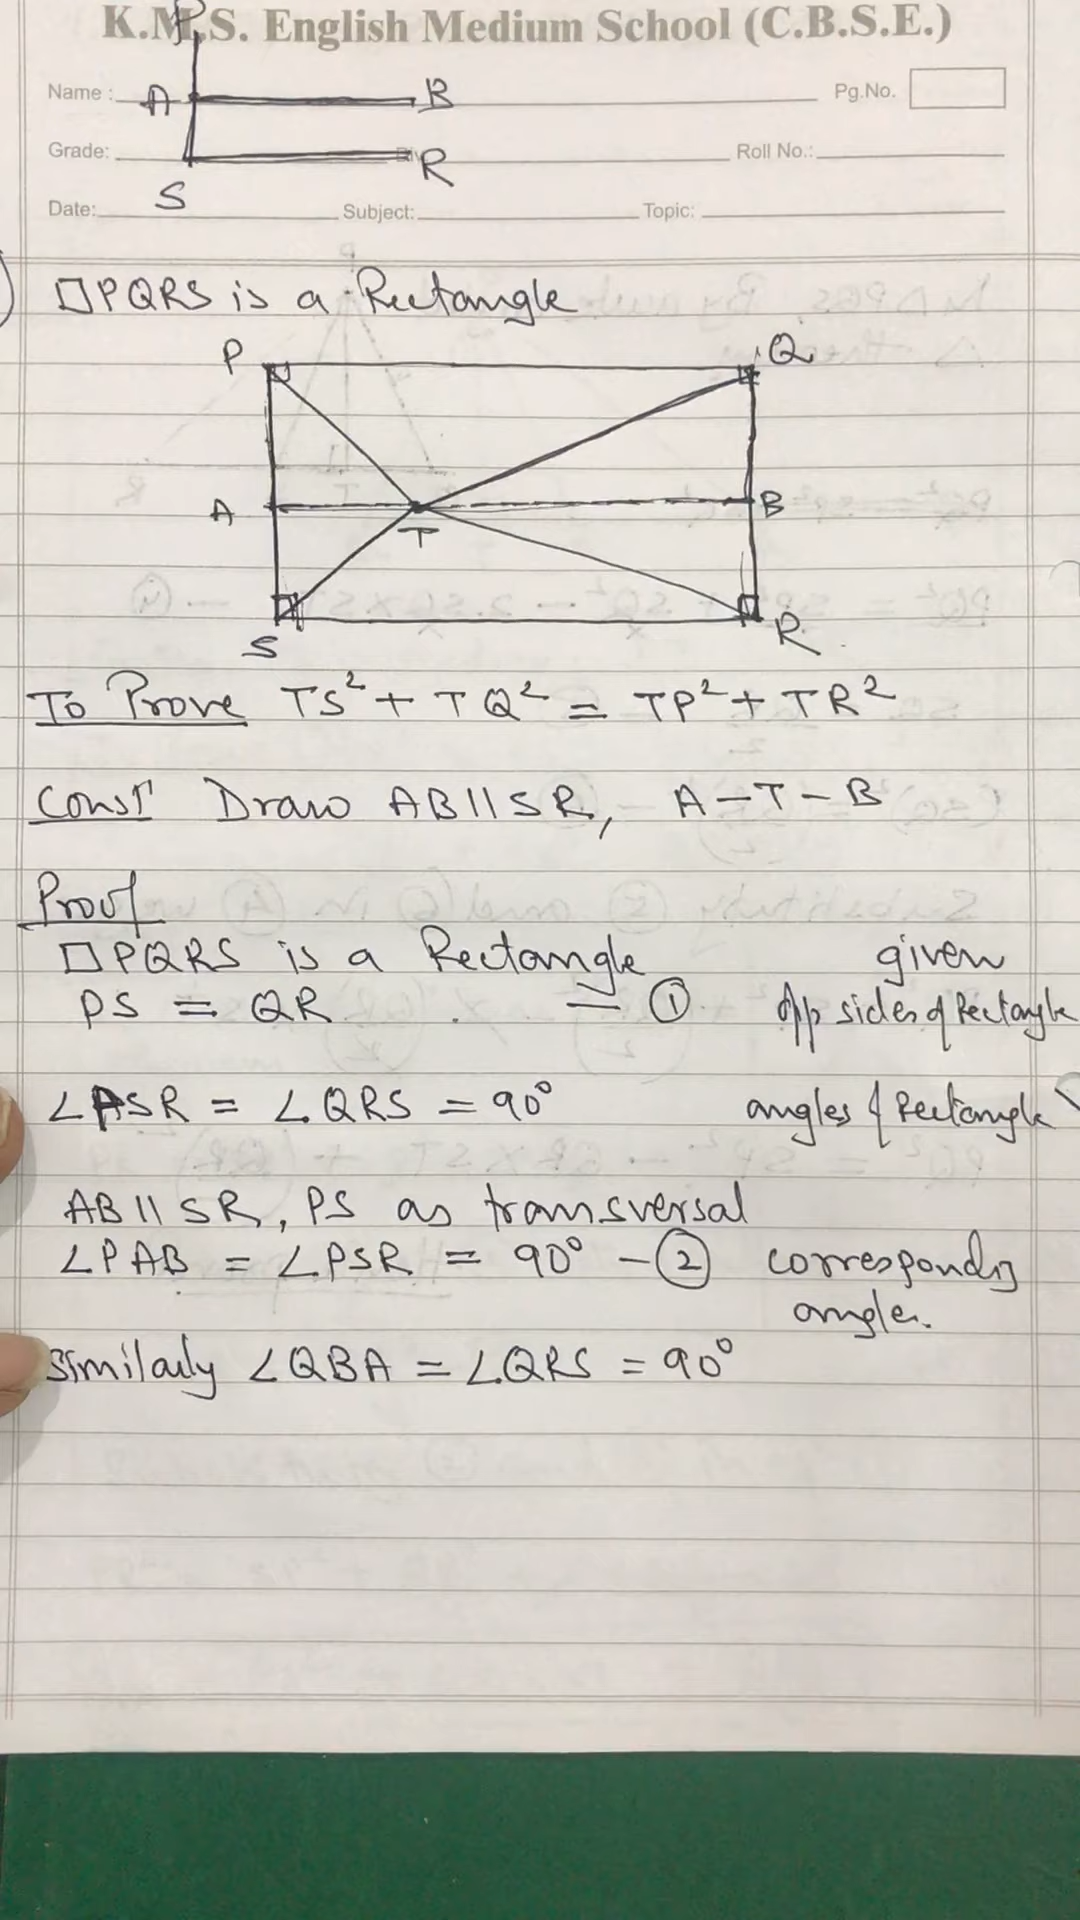 K.M.S. English Medium School (C.B.S.E.)
P
Name : A B Pg.No.
Grade: R Roll No.:
S
Date: Subject: Topic:
□PQRS is a Rectangle
P Q
A B
T
S R
To Prove TS² + TQ² = TP² + TR²
Const Draw AB || SR, A-T-B
Proof
□PQRS is a Rectangle given
PS = QR — ① Opp sides of Rectangle
∠ASR = ∠QRS = 90° angles of Rectangle
AB || SR, PS as transversal
∠PAB = ∠PSR = 90° — ② corresponding
angles.
Similarly ∠QBA = ∠QRS = 90°